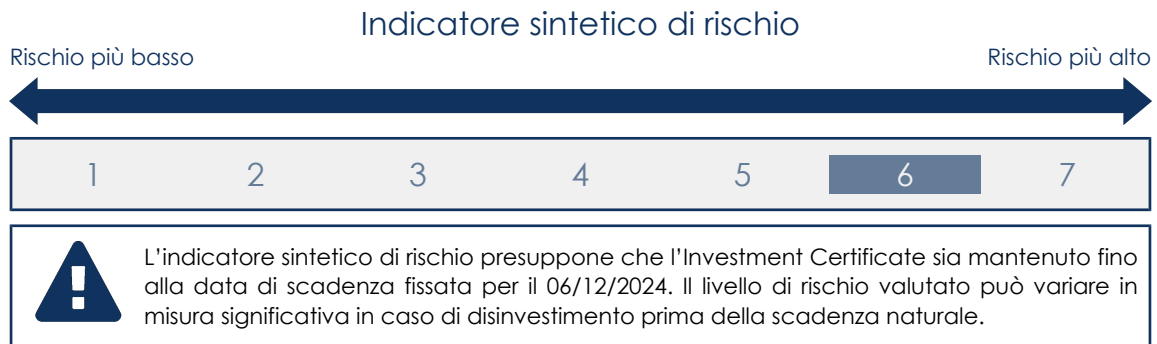 Indicatore sintetico di rischio
Rischio più basso
Rischio più alto
1 2 3 4 5 6 7
L'indicatore sintetico di rischio presuppone che l'Investment Certificate sia mantenuto fino
alla data di scadenza fissata per il 06/12/2024. Il livello di rischio valutato può variare in
misura significativa in caso di disinvestimento prima della scadenza naturale.